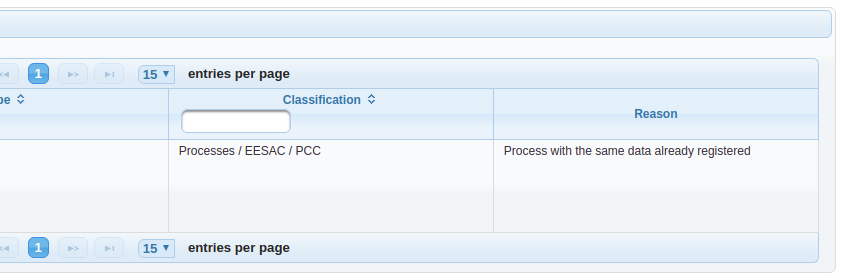 1 15 entries per page
pe Classification Reason
Processes / EESAC / PCC Process with the same data already registered
1 15 entries per page